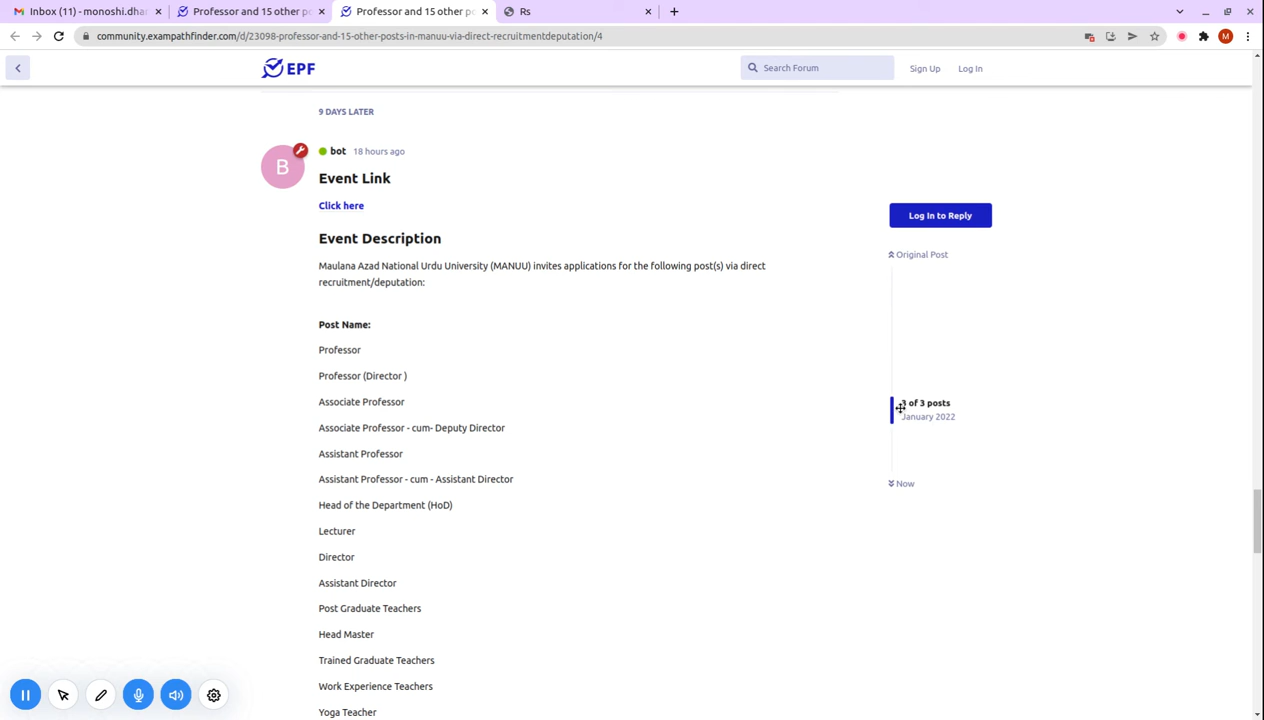 Inbox (11) - monoshi.dhar
Professor and 15 other po
Professor and 15 other po
Rs
community.exampathfinder.com/d/23098-professor-and-15-other-posts-in-manuu-via-direct-recruitmentdeputation/4
M
EPF
Search Forum
Sign Up
Log In
9 DAYS LATER
B
bot
18 hours ago
Event Link
Click here
Log In to Reply
Event Description
Original Post
Maulana Azad National Urdu University (MANUU) invites applications for the following post(s) via direct
recruitment/deputation:
Post Name:
Professor
Professor (Director )
Associate Professor
3 of 3 posts
January 2022
Associate Professor - cum- Deputy Director
Assistant Professor
Assistant Professor - cum - Assistant Director
Now
Head of the Department (HoD)
Lecturer
Director
Assistant Director
Post Graduate Teachers
Head Master
Trained Graduate Teachers
Work Experience Teachers
Yoga Teacher